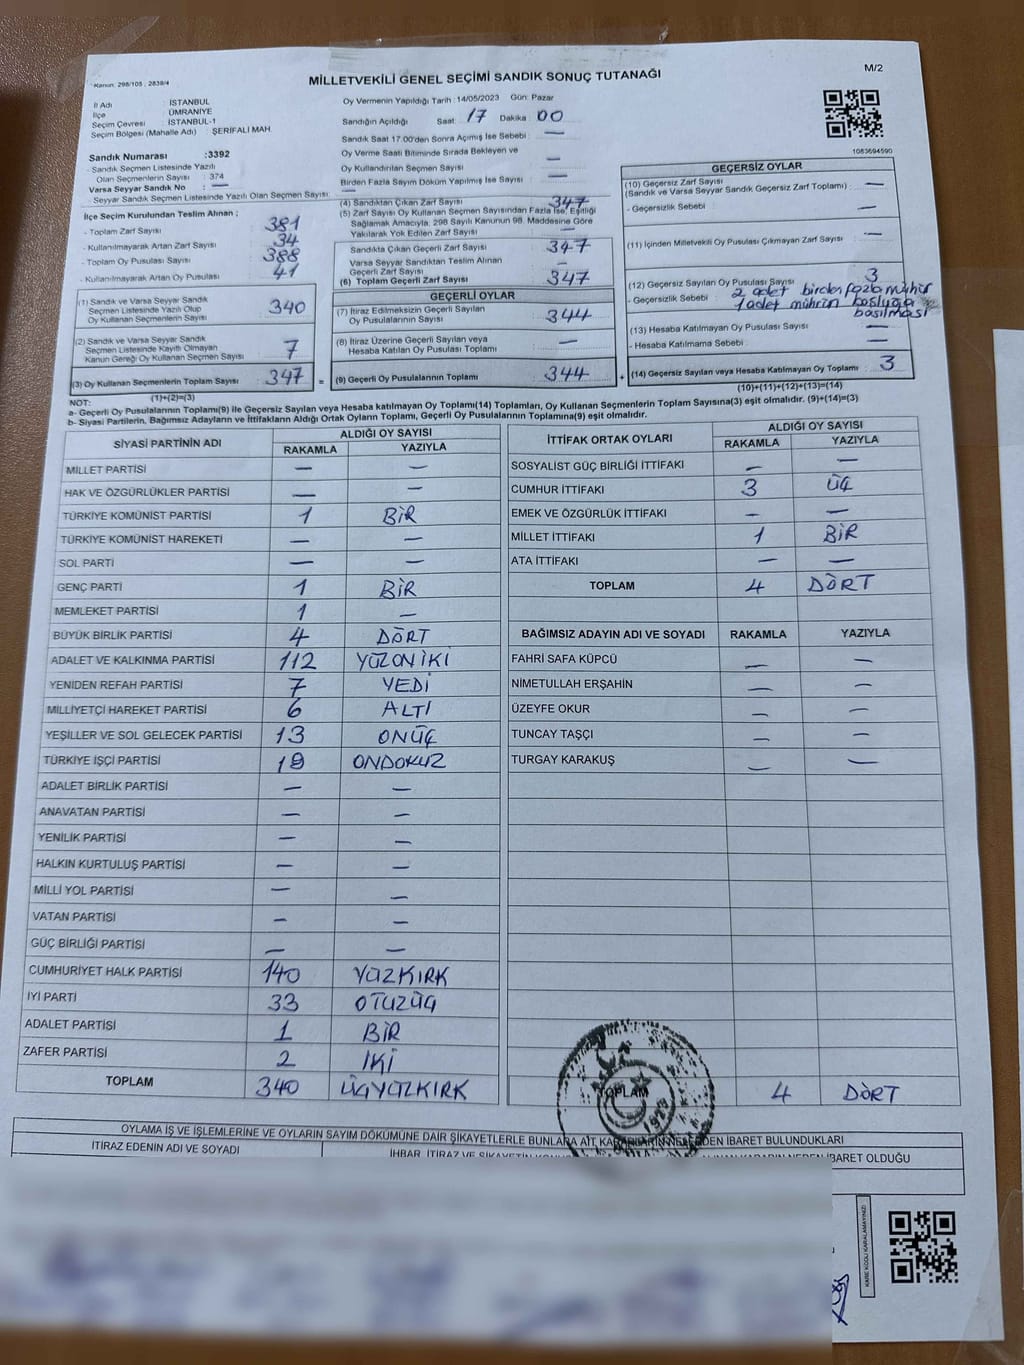 Kanun: 298/105 , 2839/4
MİLLETVEKİLİ GENEL SEÇİMİ SANDIK SONUÇ TUTANAĞI
M/2
İl Adı : İSTANBUL
İlçe : ÜMRANİYE
Seçim Çevresi : İSTANBUL-1
Seçim Bölgesi (Mahalle Adı) ŞERİFALİ MAH.
Oy Vermenin Yapıldığı Tarih :14/05/2023 Gün: Pazar
Sandığın Açıldığı Saat: 17 Dakika: 00
Sandık Saat 17.00'den Sonra Açımış Ise Sebebi : —
Oy Verme Saati Bitiminde Sırada Bekleyen ve
Oy Kullandırılan Seçmen Sayısı : —
Birden Fazla Sayım Döküm Yapılmış İse Sayısı : —
1083694590
Sandık Numarası :3392
- Sandık Seçmen Listesinde Yazılı
Olan Seçmenlerin Sayısı : 374
Varsa Seyyar Sandık No : —
- Seyyar Sandık Seçmen Listesinde Yazılı Olan Seçmen Sayısı: —
İlçe Seçim Kurulundan Teslim Alınan ;
- Toplam Zarf Sayısı : 381
- Kullanılmayarak Artan Zarf Sayısı : 34
- Toplam Oy Pusulası Sayısı : 388
- Kullanılmayarak Artan Oy Pusulası : 41
(1) Sandık ve Varsa Seyyar Sandık
Seçmen Listesinde Yazılı Olup
Oy Kullanan Seçmenlerin Sayısı : 340
(2) Sandık ve Varsa Seyyar Sandık
Seçmen Listesinde Kayıtlı Olmayan
Kanun Gereği Oy Kullanan Seçmen Sayısı : 7
(3) Oy Kullanan Seçmenlerin Toplam Sayısı : 347 =
(1)+(2)=(3)
(4) Sandıktan Çıkan Zarf Sayısı : 347
(5) Zarf Sayısı Oy Kullanan Seçmen Sayısından Fazla İse, Eşitliği
Sağlamak Amacıyla, 298 Sayılı Kanunun 98. Maddesine Göre
Yakılarak Yok Edilen Zarf Sayısı : —
Sandıkta Çıkan Geçerli Zarf Sayısı : 347
Varsa Seyyar Sandıktan Teslim Alınan
Geçerli Zarf Sayısı : —
(6) Toplam Geçerli Zarf Sayısı : 347
GEÇERLİ OYLAR
(7) İtiraz Edilmeksizin Geçerli Sayılan
Oy Pusulalarının Sayısı : 344
(8) İtiraz Üzerine Geçerli Sayılan veya
Hesaba Katılan Oy Pusulası Toplamı : —
(9) Geçerli Oy Pusulalarının Toplamı : 344 +
GEÇERSİZ OYLAR
(10) Geçersiz Zarf Sayısı
(Sandık ve Varsa Seyyar Sandık Geçersiz Zarf Toplamı) : —
- Geçersizlik Sebebi : —
(11) İçinden Milletvekili Oy Pusulası Çıkmayan Zarf Sayısı : —
(12) Geçersiz Sayılan Oy Pusulası Sayısı : 3
- Geçersizlik Sebebi : 2 adet birden fazla mühür
1 adet mührün boşluğa
basılması
(13) Hesaba Katılmayan Oy Pusulası Sayısı : —
- Hesaba Katılmama Sebebi : —
(14) Geçersiz Sayılan veya Hesaba Katılmayan Oy Toplamı : 3
(10)+(11)+(12)+(13)=(14)
NOT:
a- Geçerli Oy Pusulalarının Toplamı(9) ile Geçersiz Sayılan veya Hesaba katılmayan Oy Toplamı(14) Toplamları, Oy Kullanan Seçmenlerin Toplam Sayısına(3) eşit olmalıdır. (9)+(14)=(3)
b- Siyasi Partilerin, Bağımsız Adayların ve İttifakların Aldığı Ortak Oyların Toplamı, Geçerli Oy Pusulalarının Toplamına(9) eşit olmalıdır.
SİYASİ PARTİNİN ADI ALDIĞI OY SAYISI
RAKAMLA YAZIYLA
MİLLET PARTİSİ — —
HAK VE ÖZGÜRLÜKLER PARTİSİ — —
TÜRKİYE KOMÜNİST PARTİSİ 1 BİR
TÜRKİYE KOMÜNİST HAREKETİ — —
SOL PARTİ — —
GENÇ PARTİ 1 BİR
MEMLEKET PARTİSİ 1 —
BÜYÜK BİRLİK PARTİSİ 4 DÖRT
ADALET VE KALKINMA PARTİSİ 112 YÜZONİKİ
YENİDEN REFAH PARTİSİ 7 YEDİ
MİLLİYETÇİ HAREKET PARTİSİ 6 ALTI
YEŞİLLER VE SOL GELECEK PARTİSİ 13 ONÜÇ
TÜRKİYE İŞÇİ PARTİSİ 19 ONDOKUZ
ADALET BİRLİK PARTİSİ — —
ANAVATAN PARTİSİ — —
YENİLİK PARTİSİ — —
HALKIN KURTULUŞ PARTİSİ — —
MİLLİ YOL PARTİSİ — —
VATAN PARTİSİ — —
GÜÇ BİRLİĞİ PARTİSİ — —
CUMHURİYET HALK PARTİSİ 140 YÜZKIRK
İYİ PARTİ 33 OTUZÜÇ
ADALET PARTİSİ 1 BİR
ZAFER PARTİSİ 2 İKİ
TOPLAM 340 ÜÇYÜZKIRK
İTTİFAK ORTAK OYLARI ALDIĞI OY SAYISI
RAKAMLA YAZIYLA
SOSYALİST GÜÇ BİRLİĞİ İTTİFAKI — —
CUMHUR İTTİFAKI 3 ÜÇ
EMEK VE ÖZGÜRLÜK İTTİFAKI — —
MİLLET İTTİFAKI 1 BİR
ATA İTTİFAKI — —
TOPLAM 4 DÖRT
BAĞIMSIZ ADAYIN ADI VE SOYADI RAKAMLA YAZIYLA
FAHRİ SAFA KÜPCÜ — —
NİMETULLAH ERŞAHİN — —
ÜZEYFE OKUR — —
TUNCAY TAŞÇI — —
TURGAY KARAKUŞ — —
TOPLAM 4 DÖRT
1923
OYLAMA İŞ VE İŞLEMLERİNE VE OYLARIN SAYIM DÖKÜMÜNE DAİR ŞİKAYETLERLE BUNLARA AİT KARARLARIN NELERDEN İBARET BULUNDUKLARI
İTİRAZ EDENİN ADI VE SOYADI
İHBAR, İTİRAZ VE ŞİKAYETİN KARARIN NEDEN İBARET OLDUĞU
KARE KODU KARALAMAYINIZ!